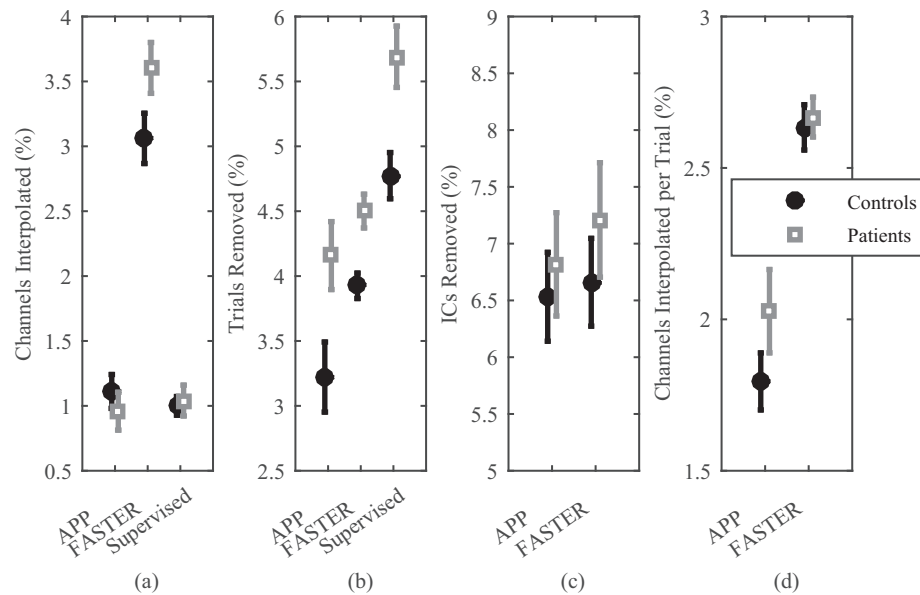 Channels Interpolated (%)
4
3.5
3
2.5
2
1.5
1
0.5
APP
FASTER
Supervised
(a)
Trials Removed (%)
6
5.5
5
4.5
4
3.5
3
2.5
APP
FASTER
Supervised
(b)
ICs Removed (%)
9
8.5
8
7.5
7
6.5
6
5.5
5
APP
FASTER
(c)
Channels Interpolated per Trial (%)
3
2.5
2
1.5
APP
FASTER
(d)
Controls
Patients